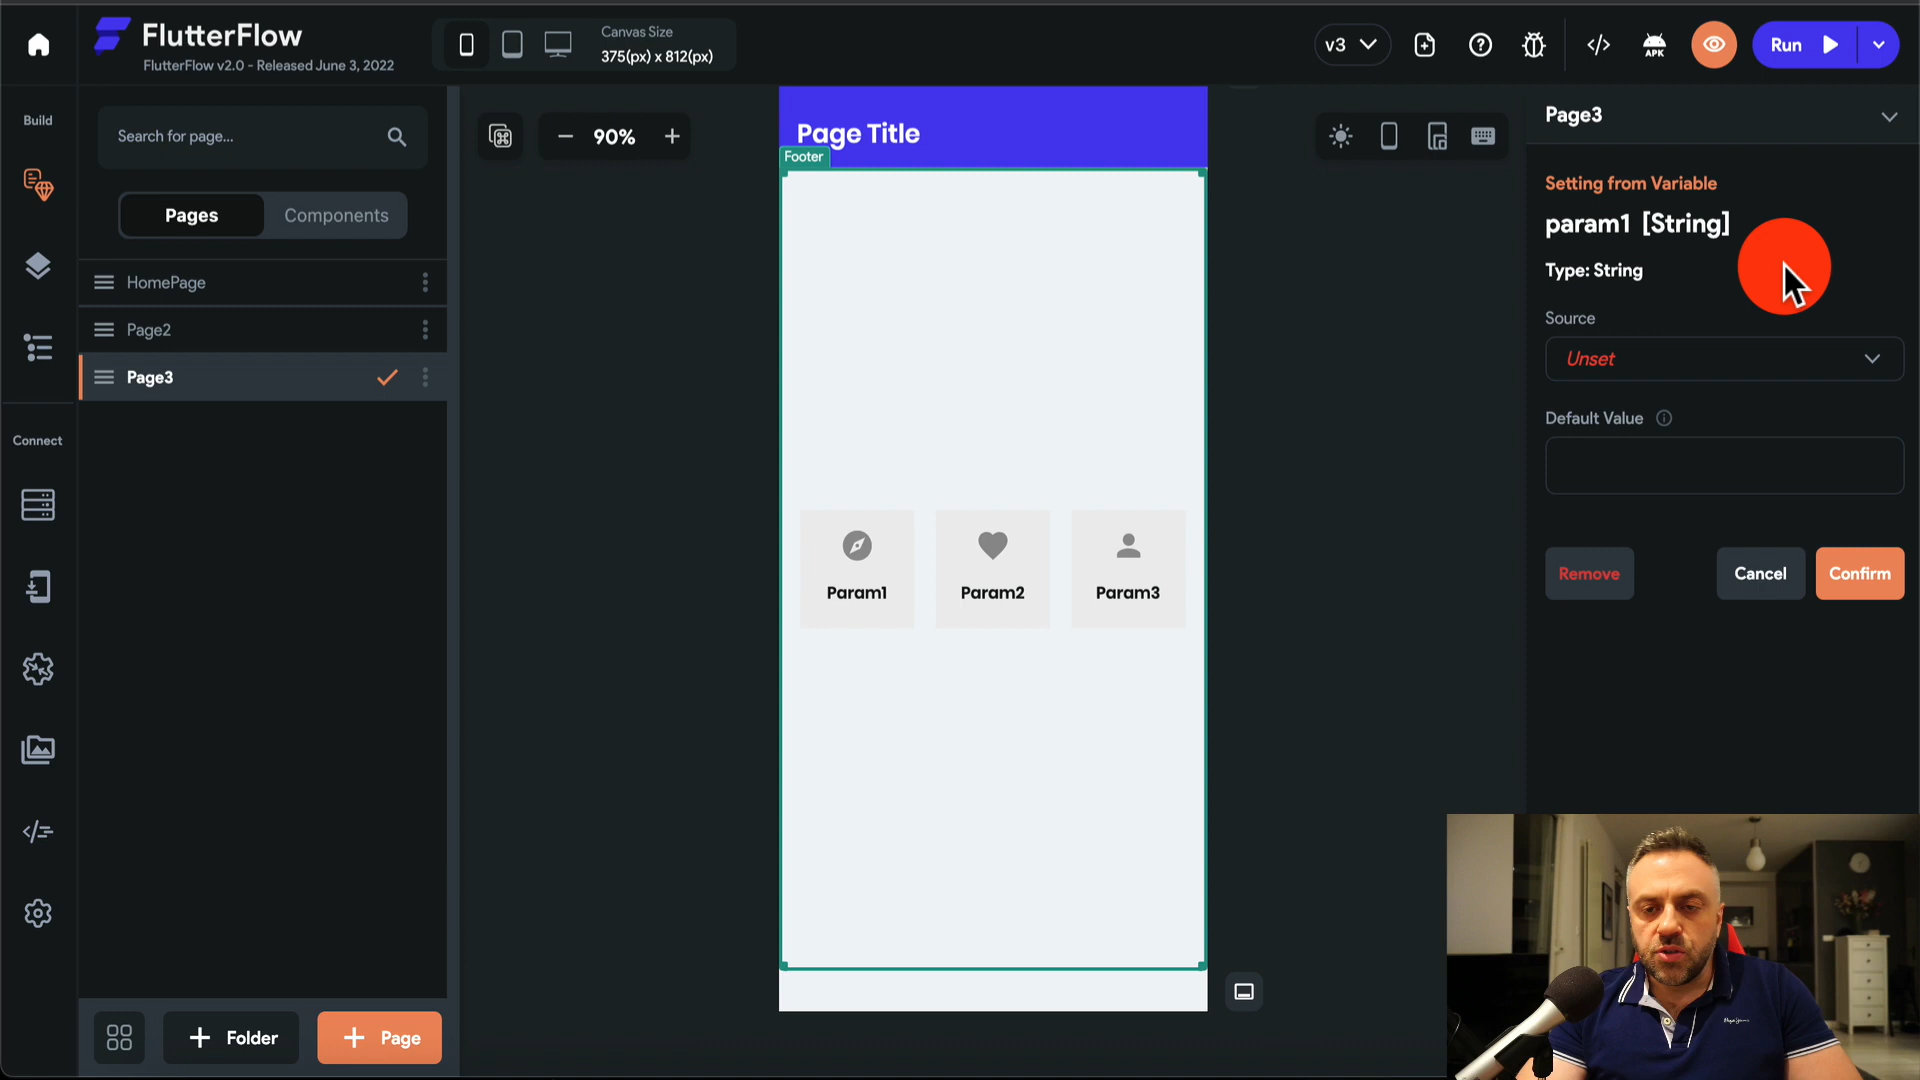 FlutterFlow
FlutterFlow v2.0 - Released June 3, 2022
Canvas Size
375(px) x 812(px)
v3
APK
Run
Build
Search for page...
Pages
Components
HomePage
Page2
Page3
Connect
Folder
Page
90%
Page Title
Footer
Param1
Param2
Param3
Page3
Setting from Variable
param1 [String]
Type: String
Source
Unset
Default Value
Remove
Cancel
Confirm